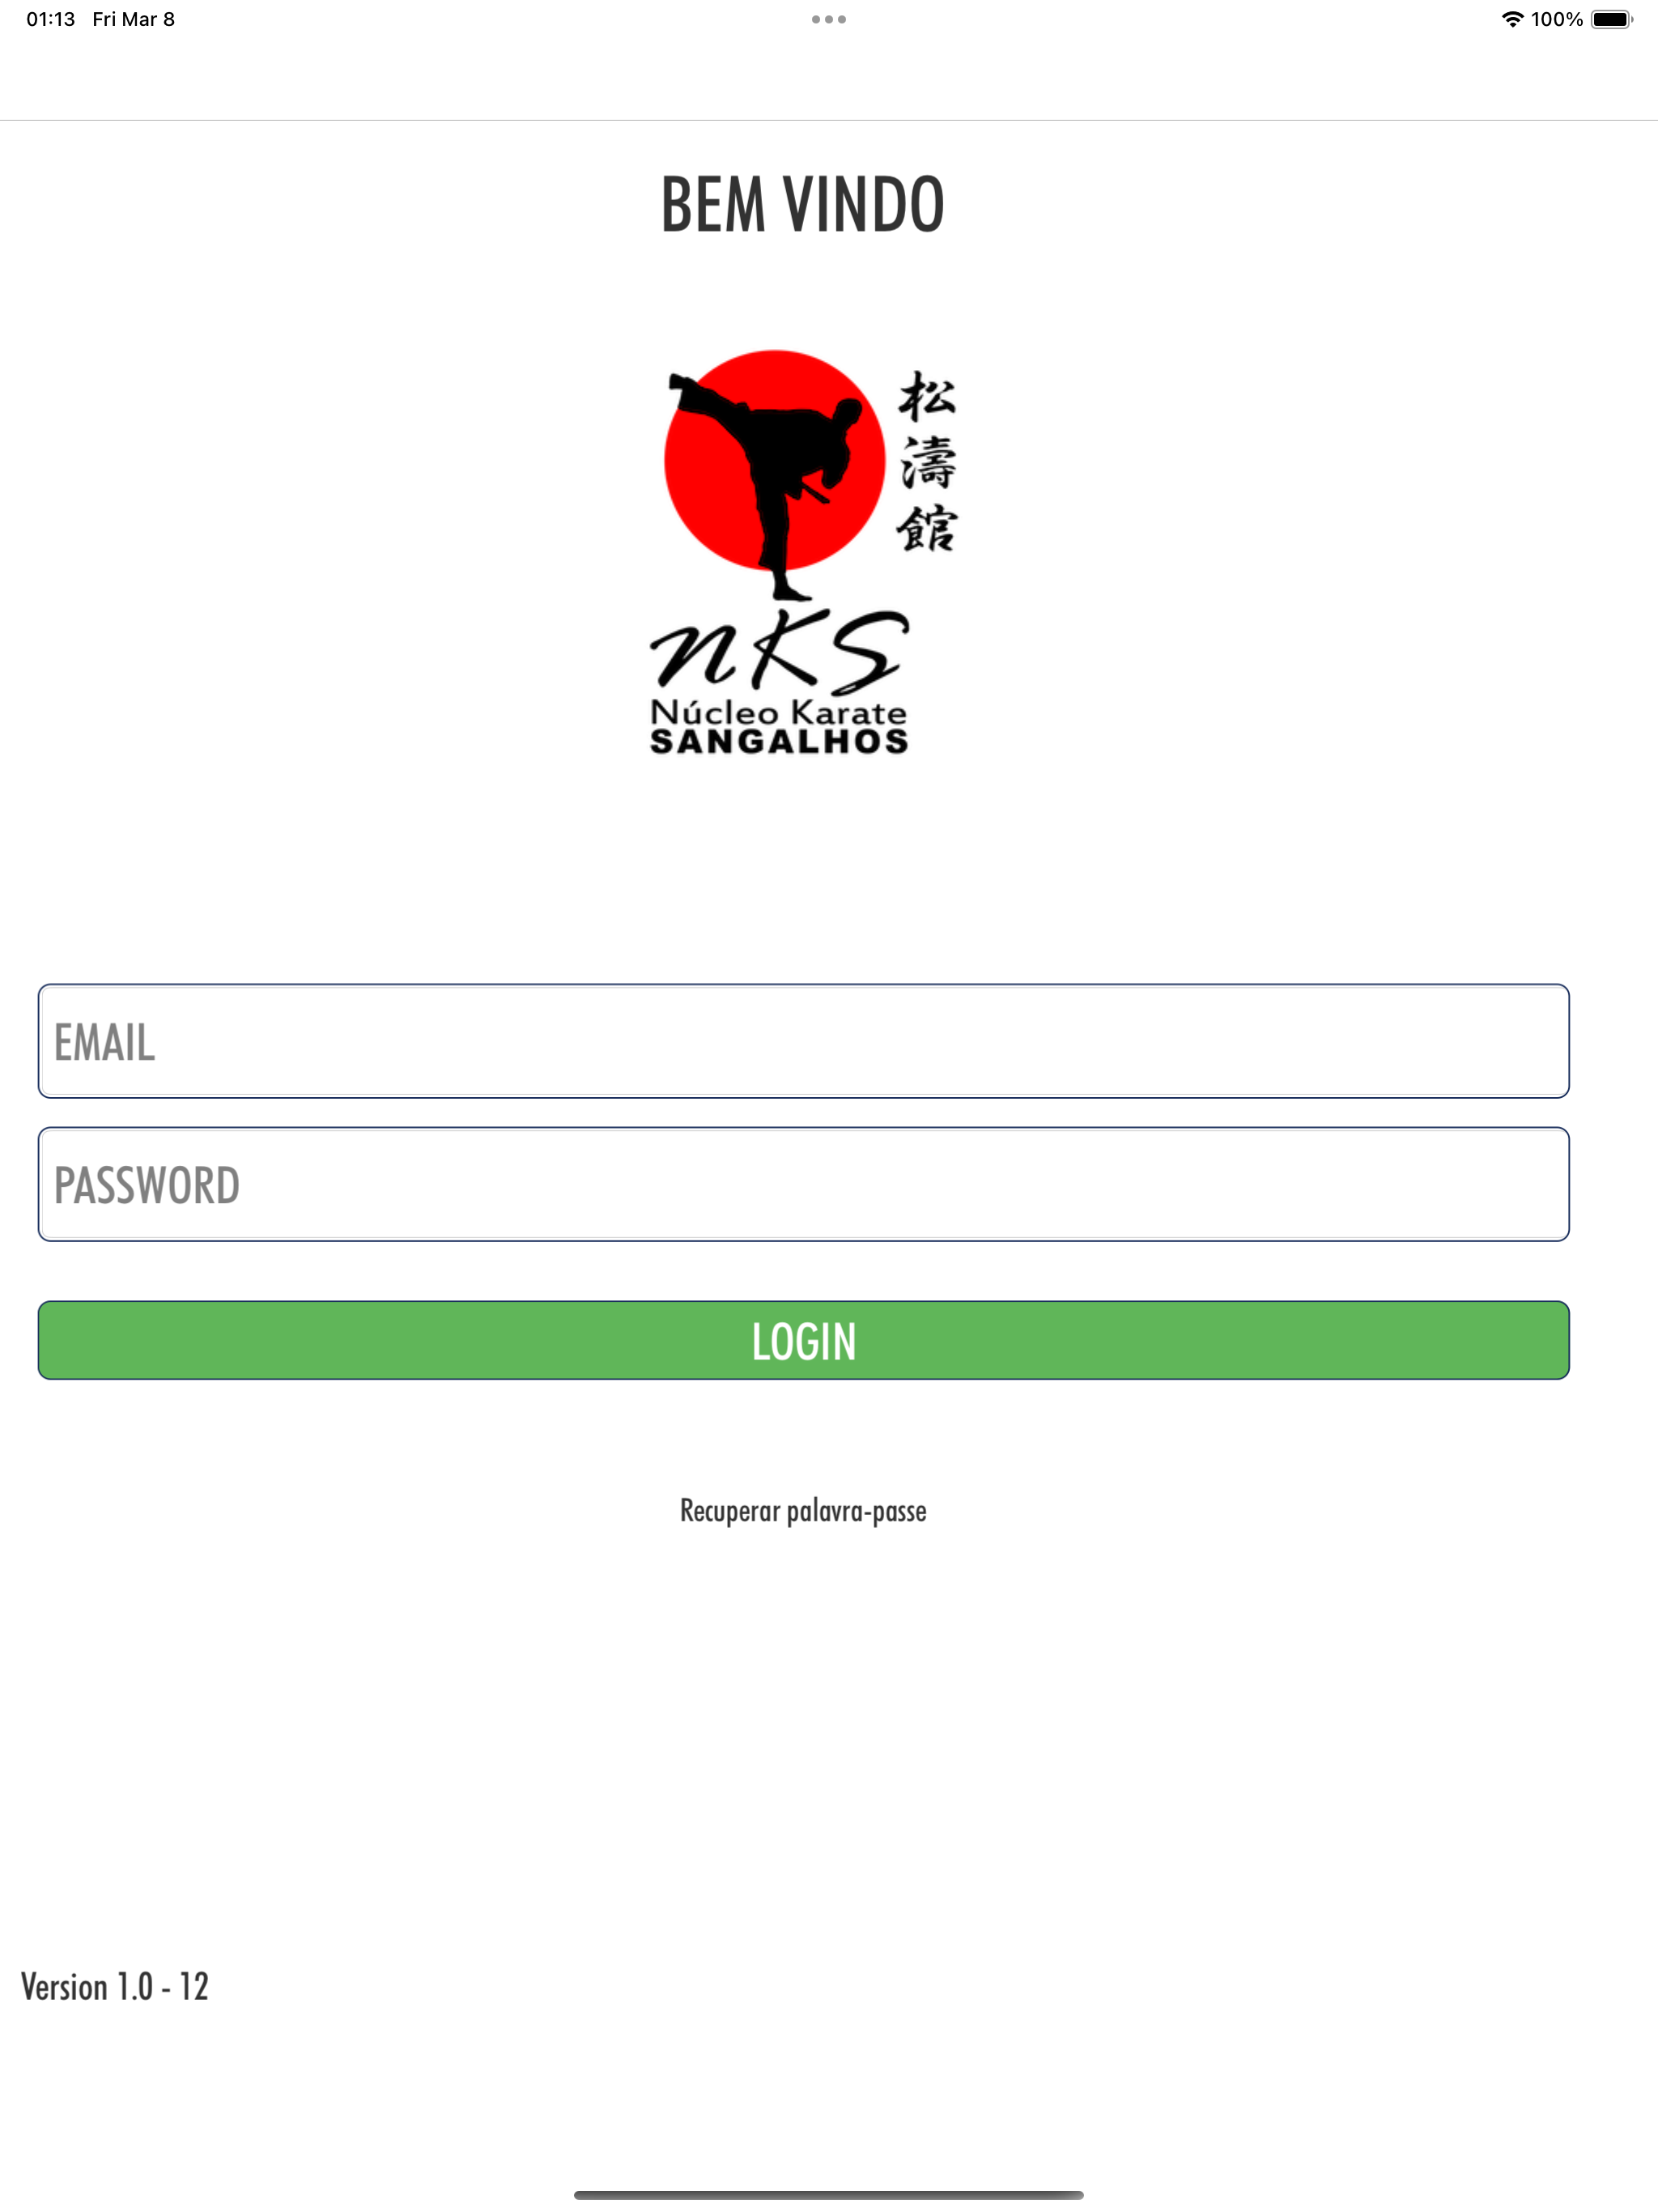 01:13 Fri Mar 8
100%
BEM VINDO
松
濤
館
nKS
Núcleo Karate
SANGALHOS
EMAIL
PASSWORD
LOGIN
Recuperar palavra-passe
Version 1.0 - 12